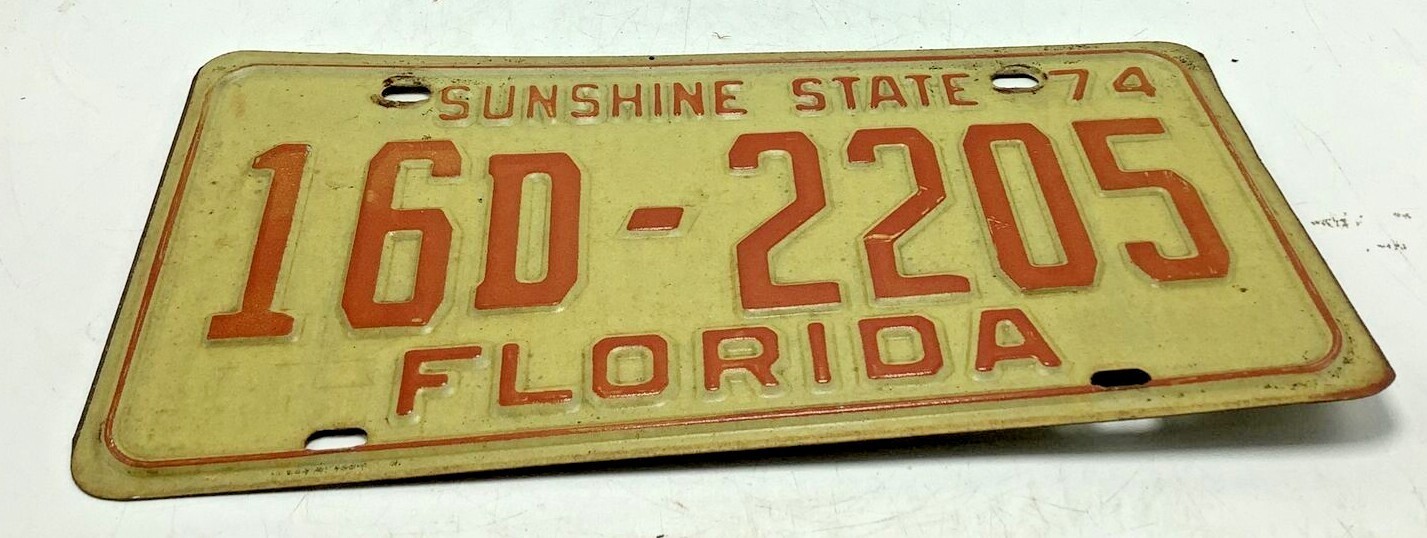 SUNSHINE STATE 74
16D-2205
FLORIDA